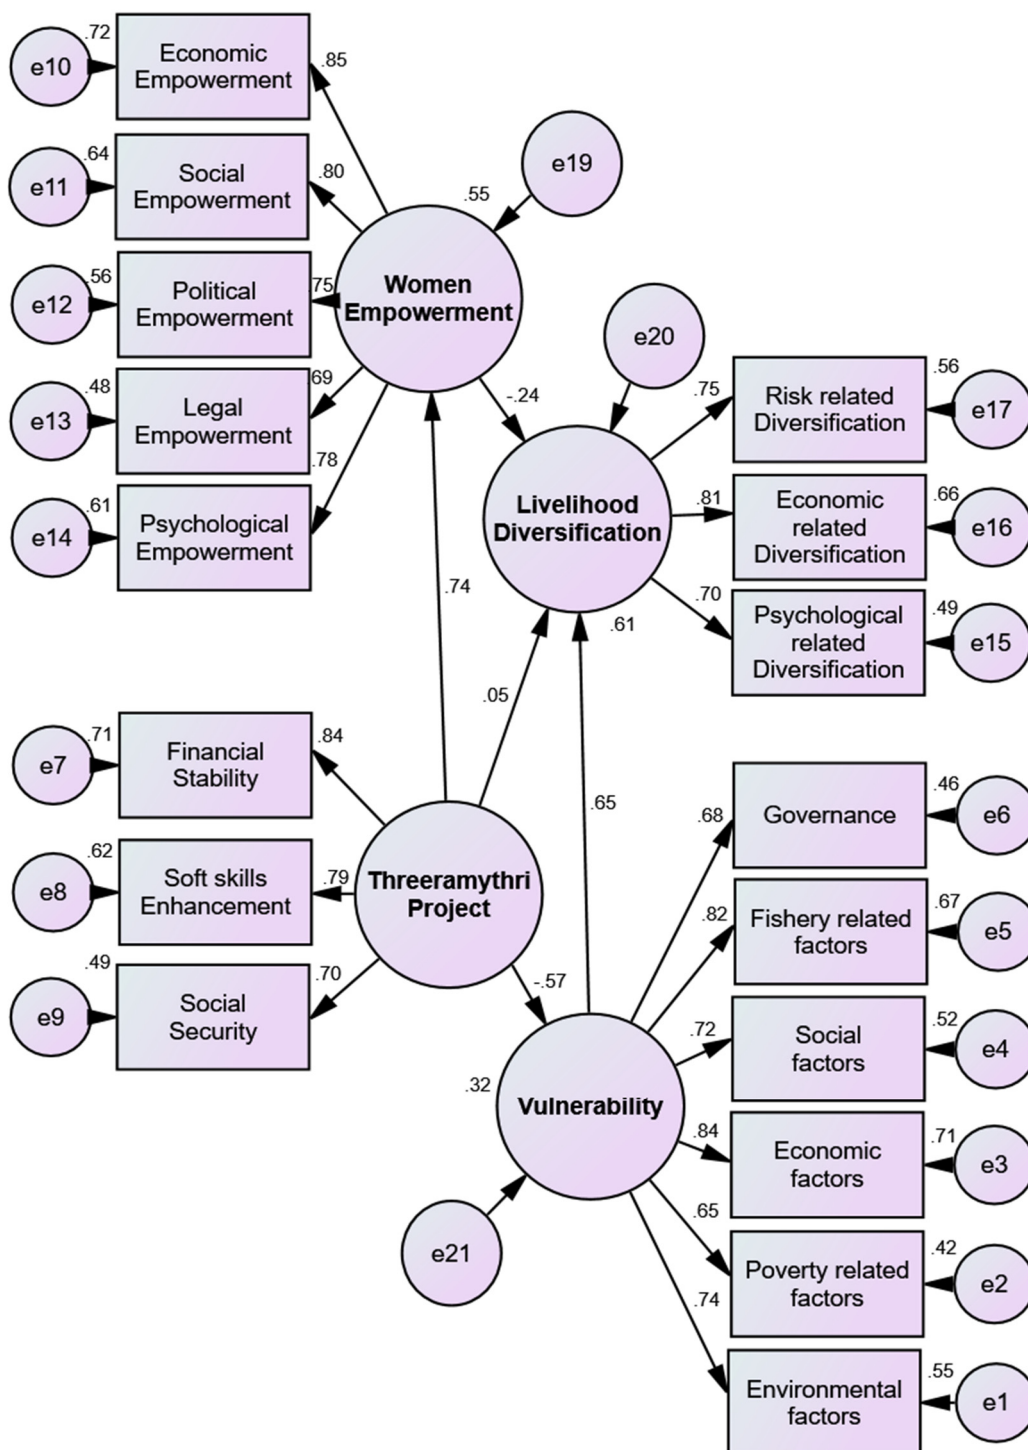 .72
e10
Economic
Empowerment
.85
.64
e11
Social
Empowerment
.80
.55
e19
.56
e12
Political
Empowerment
.75
Women
Empowerment
e20
.48
e13
Legal
Empowerment
.69
-.24
.75
Risk related
Diversification
.56
e17
.61
e14
Psychological
Empowerment
.78
Livelihood
Diversification
.81
Economic
related
Diversification
.66
e16
.74
.61
.70
Psychological
related
Diversification
.49
e15
.05
.71
e7
Financial
Stability
.84
.65
.68
Governance
.46
e6
.62
e8
Soft skills
Enhancement
.79
Threeramythri
Project
.82
Fishery related
factors
.67
e5
.49
e9
Social
Security
.70
-.57
.72
Social
factors
.52
e4
.32
Vulnerability
.84
Economic
factors
.71
e3
e21
.65
Poverty related
factors
.42
e2
.74
Environmental
factors
.55
e1